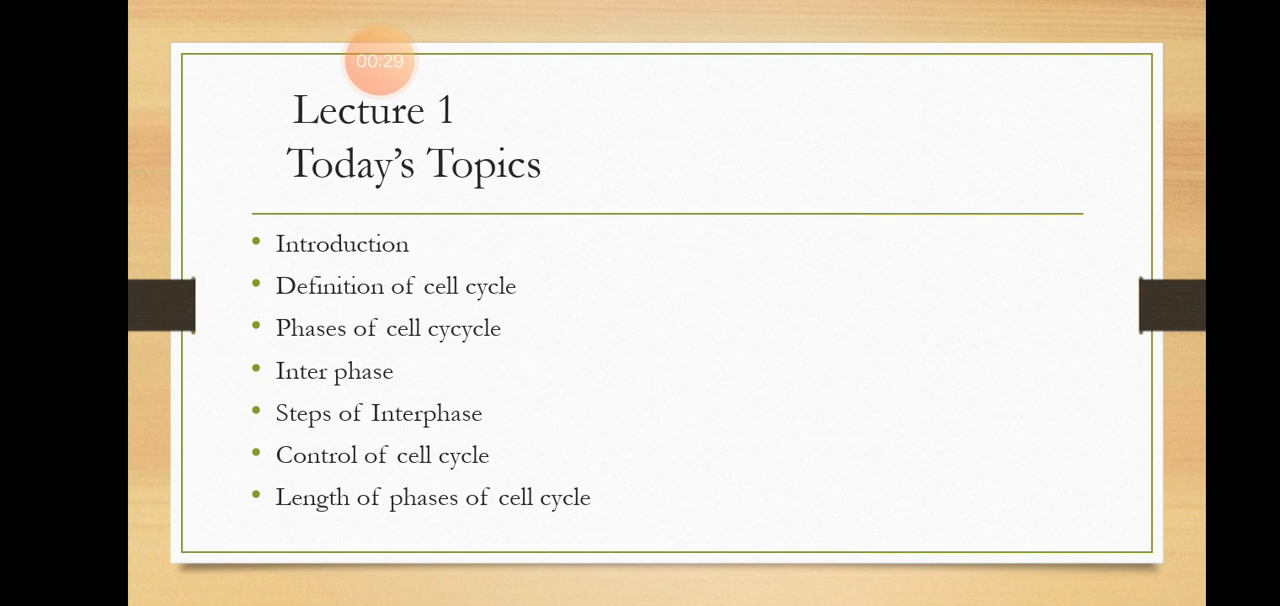 00:29
Lecture 1
Today’s Topics
• Introduction
• Definition of cell cycle
• Phases of cell cycycle
• Inter phase
• Steps of Interphase
• Control of cell cycle
• Length of phases of cell cycle